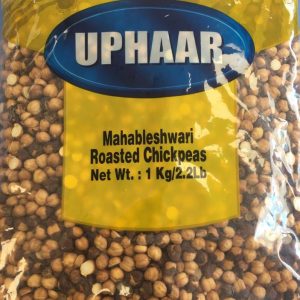 UPHAAR
Mahableshwari
Roasted Chickpeas
Net Wt. : 1 Kg/2.2Lb